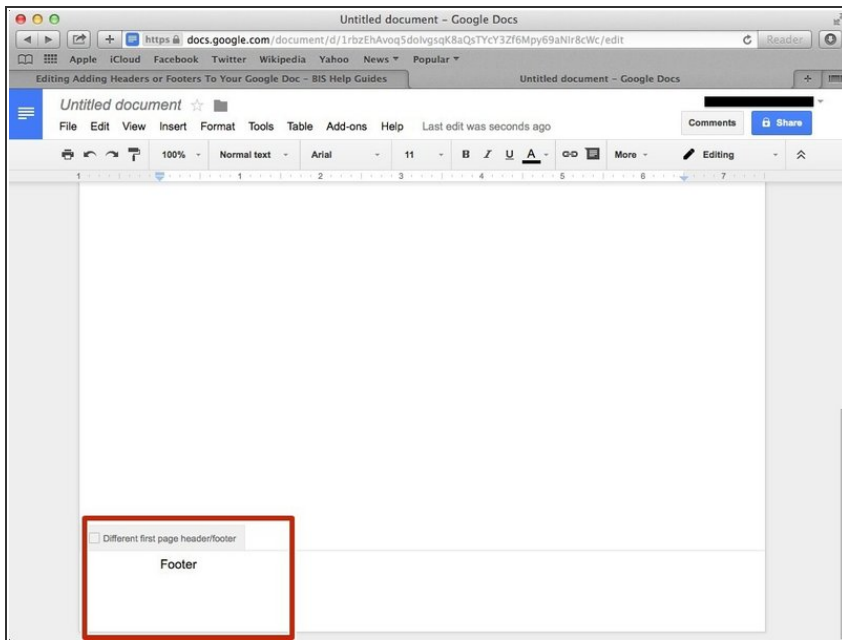 Untitled document – Google Docs
https docs.google.com/document/d/1rbzEhAvoq5dolvgsqK8aQsTYcY3Zf6Mpy69aNIr8cWc/edit
Reader
Apple iCloud Facebook Twitter Wikipedia Yahoo News Popular
Editing Adding Headers or Footers To Your Google Doc – BIS Help Guides
Untitled document – Google Docs
Untitled document
File Edit View Insert Format Tools Table Add-ons Help Last edit was seconds ago
Comments
Share
100% Normal text Arial 11 B I U A More Editing
1 1 2 3 4 5 6 7
Different first page header/footer
Footer